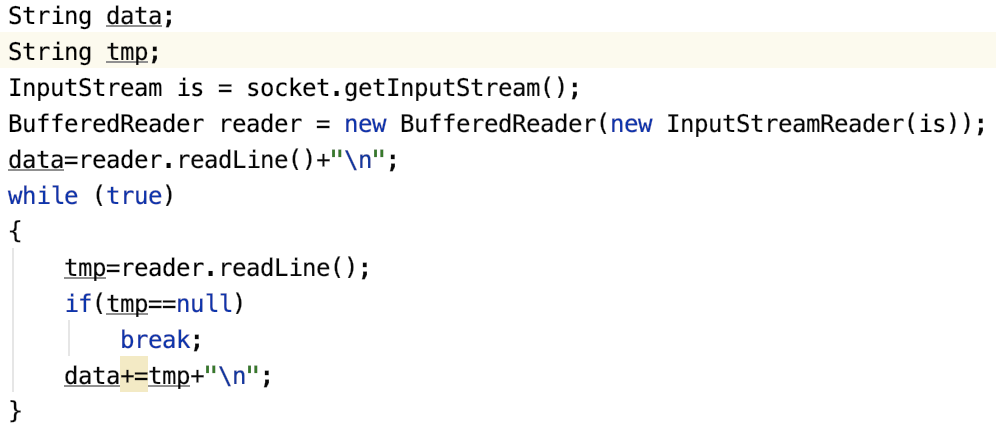 String data;
String tmp;
InputStream is = socket.getInputStream();
BufferedReader reader = new BufferedReader(new InputStreamReader(is));
data=reader.readLine()+"\n";
while (true)
{
    tmp=reader.readLine();
    if(tmp==null)
        break;
    data+=tmp+"\n";
}